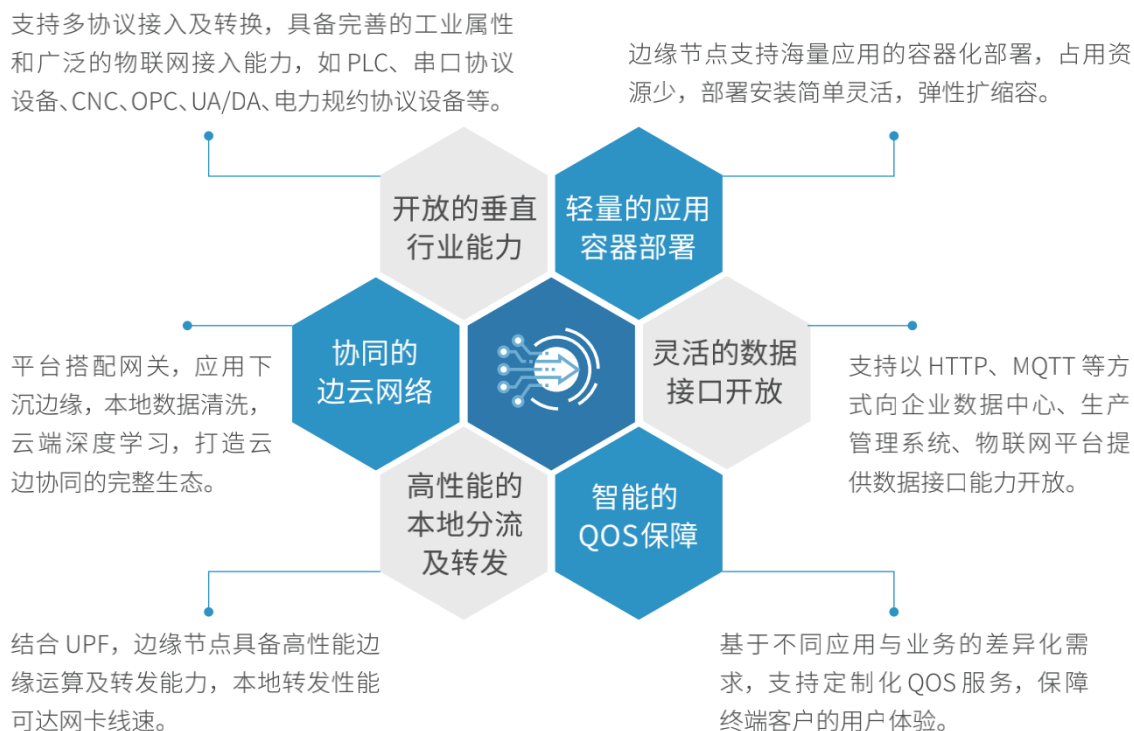 支持多协议接入及转换，具备完善的工业属性
和广泛的物联网接入能力，如 PLC、串口协议
设备、CNC、OPC、UA/DA、电力规约协议设备等。
边缘节点支持海量应用的容器化部署，占用资
源少，部署安装简单灵活，弹性扩缩容。
开放的垂直
行业能力
轻量的应用
容器部署
协同的
边云网络
灵活的数据
接口开放
平台搭配网关，应用下
沉边缘，本地数据清洗，
云端深度学习，打造云
边协同的完整生态。
支持以 HTTP、MQTT 等方
式向企业数据中心、生产
管理系统、物联网平台提
供数据接口能力开放。
高性能的
本地分流
及转发
智能的
QOS保障
结合 UPF，边缘节点具备高性能边
缘运算及转发能力，本地转发性能
可达网卡线速。
基于不同应用与业务的差异化需
求，支持定制化 QOS 服务，保障
终端客户的用户体验。